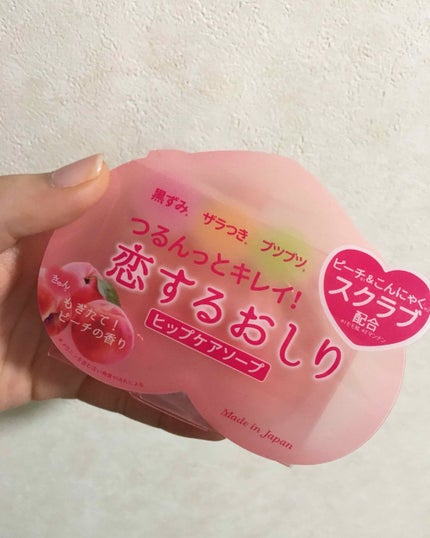 黒ずみ、ザラつき、ブツブツ、
つるんっとキレイ！
恋するおしり
ヒップケアソープ
ピーチ&こんにゃく
スクラブ
配合
きゅん
もぎたて！
ピーチの香り
Made in Japan